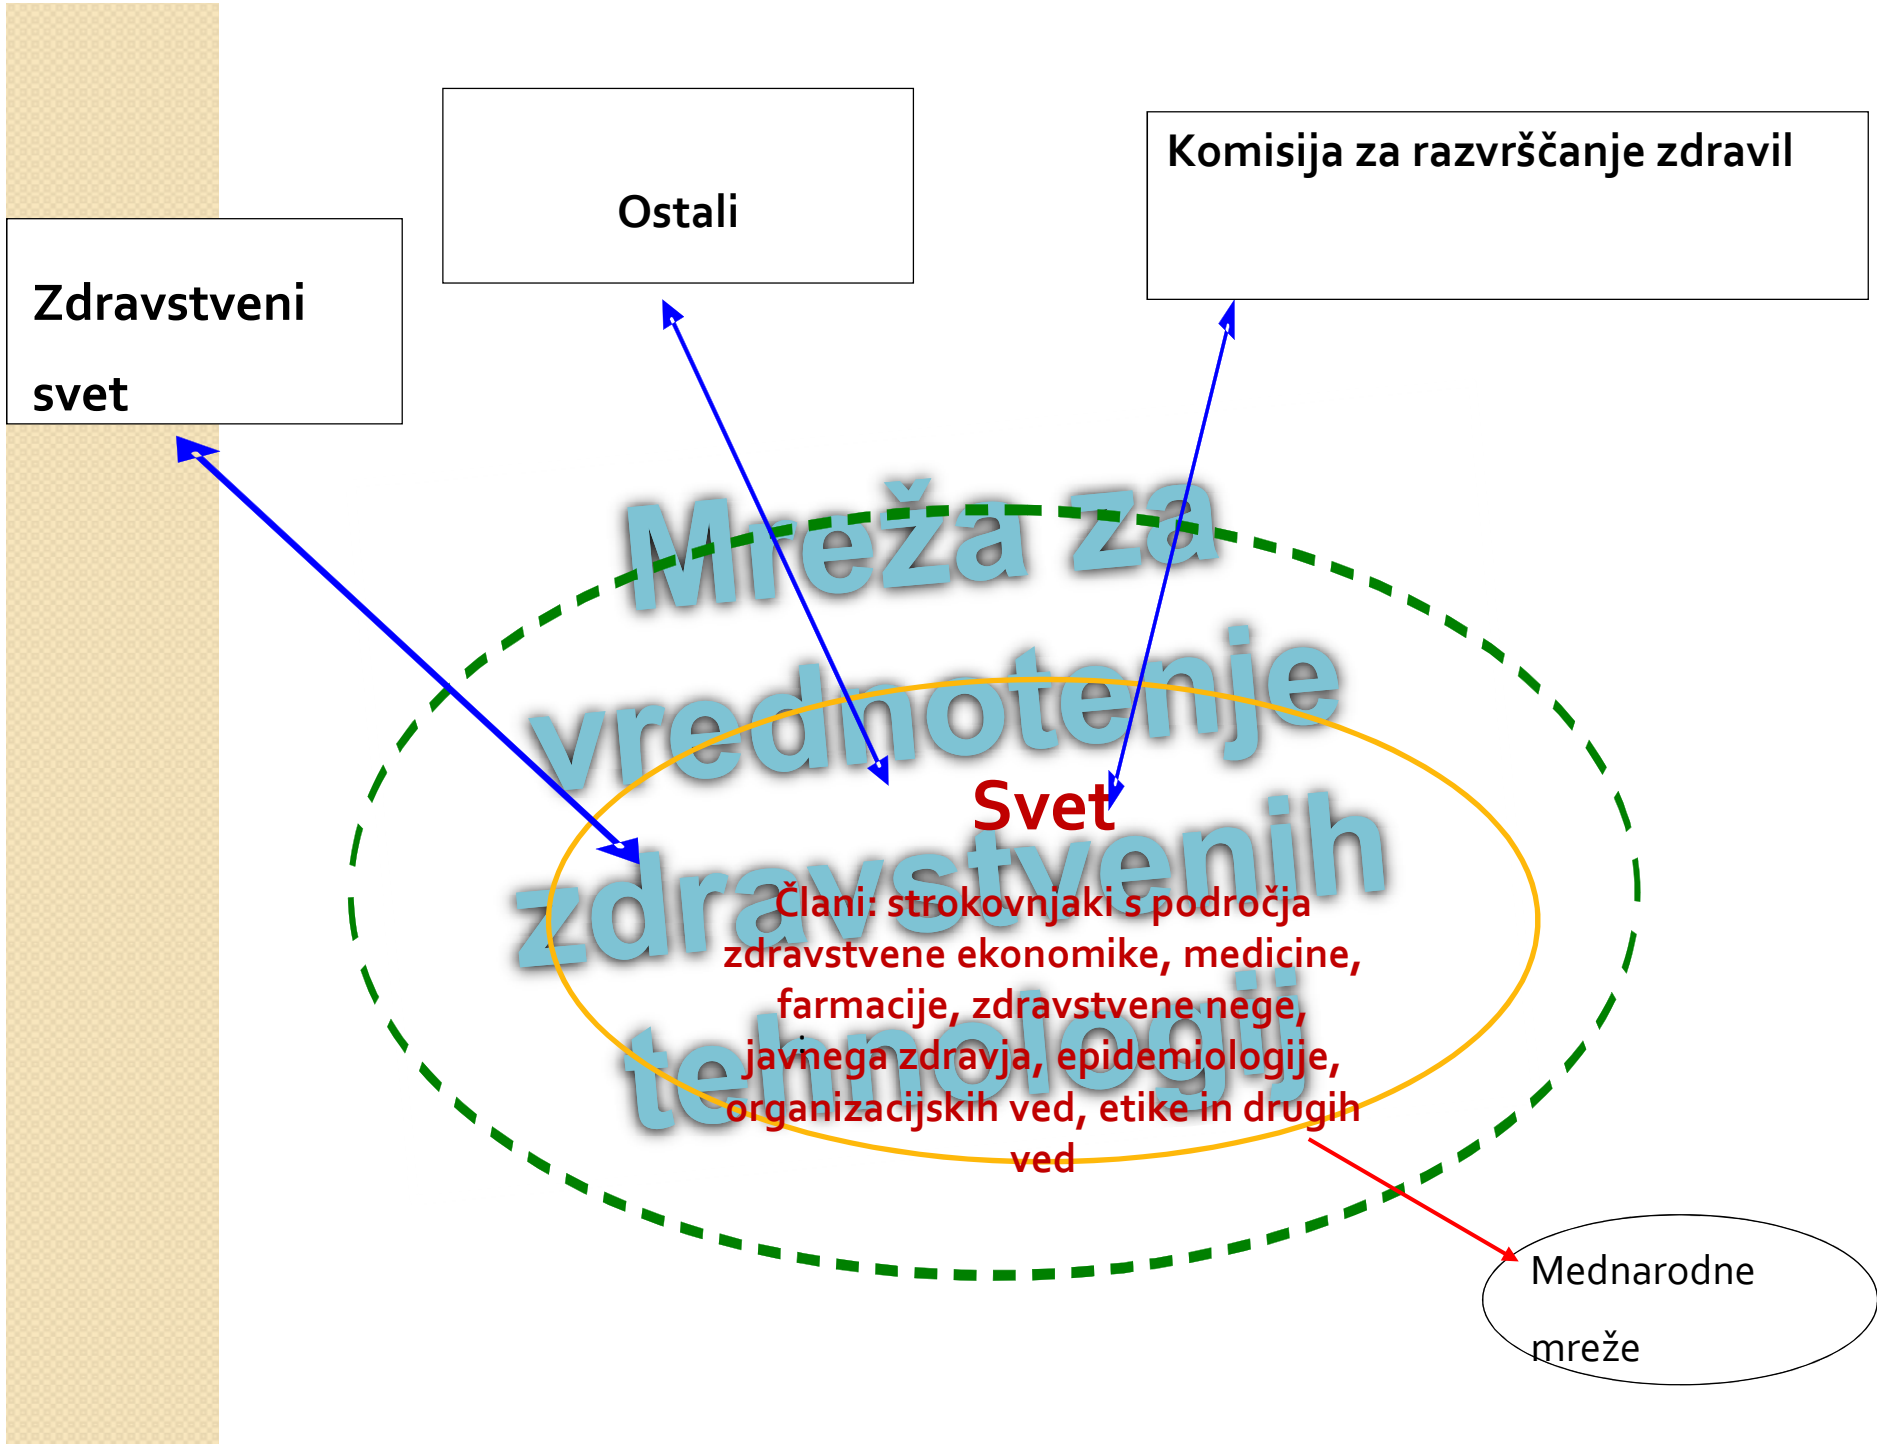 Komisija za razvrščanje zdravil
Ostali
Zdravstveni
svet
Mreža za
vrednotenje
zdravstvenih
tehnologij
Svet
Člani: strokovnjaki s področja
zdravstvene ekonomike, medicine,
farmacije, zdravstvene nege,
javnega zdravja, epidemiologije,
organizacijskih ved, etike in drugih
ved
:
Mednarodne
mreže